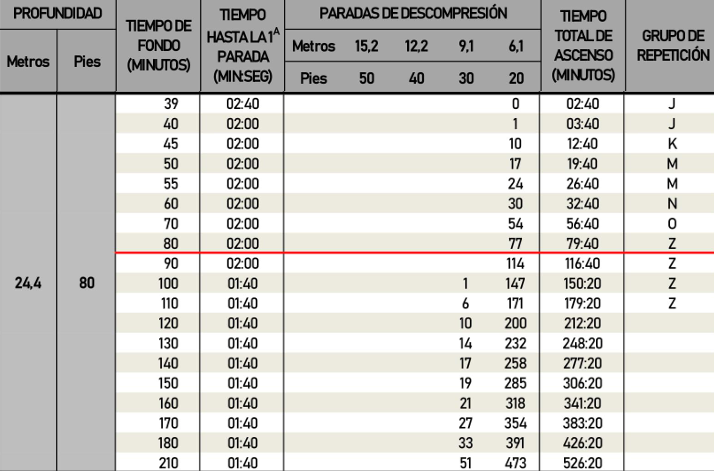 PROFUNDIDAD TIEMPO DE FONDO (MINUTOS) TIEMPO HASTA LA 1ª PARADA (MIN:SEG) PARADAS DE DESCOMPRESIÓN TIEMPO TOTAL DE ASCENSO (MINUTOS) GRUPO DE REPETICIÓN
Metros Pies Metros 15,2 12,2 9,1 6,1
Pies 50 40 30 20
24,4 80
39 02:40 0 02:40 J
40 02:00 1 03:40 J
45 02:00 10 12:40 K
50 02:00 17 19:40 M
55 02:00 24 26:40 M
60 02:00 30 32:40 N
70 02:00 54 56:40 O
80 02:00 77 79:40 Z
90 02:00 114 116:40 Z
100 01:40 1 147 150:20 Z
110 01:40 6 171 179:20 Z
120 01:40 10 200 212:20
130 01:40 14 232 248:20
140 01:40 17 258 277:20
150 01:40 19 285 306:20
160 01:40 21 318 341:20
170 01:40 27 354 383:20
180 01:40 33 391 426:20
210 01:40 51 473 526:20